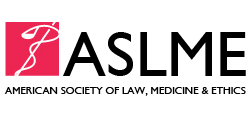 ASLME
AMERICAN SOCIETY OF LAW, MEDICINE & ETHICS